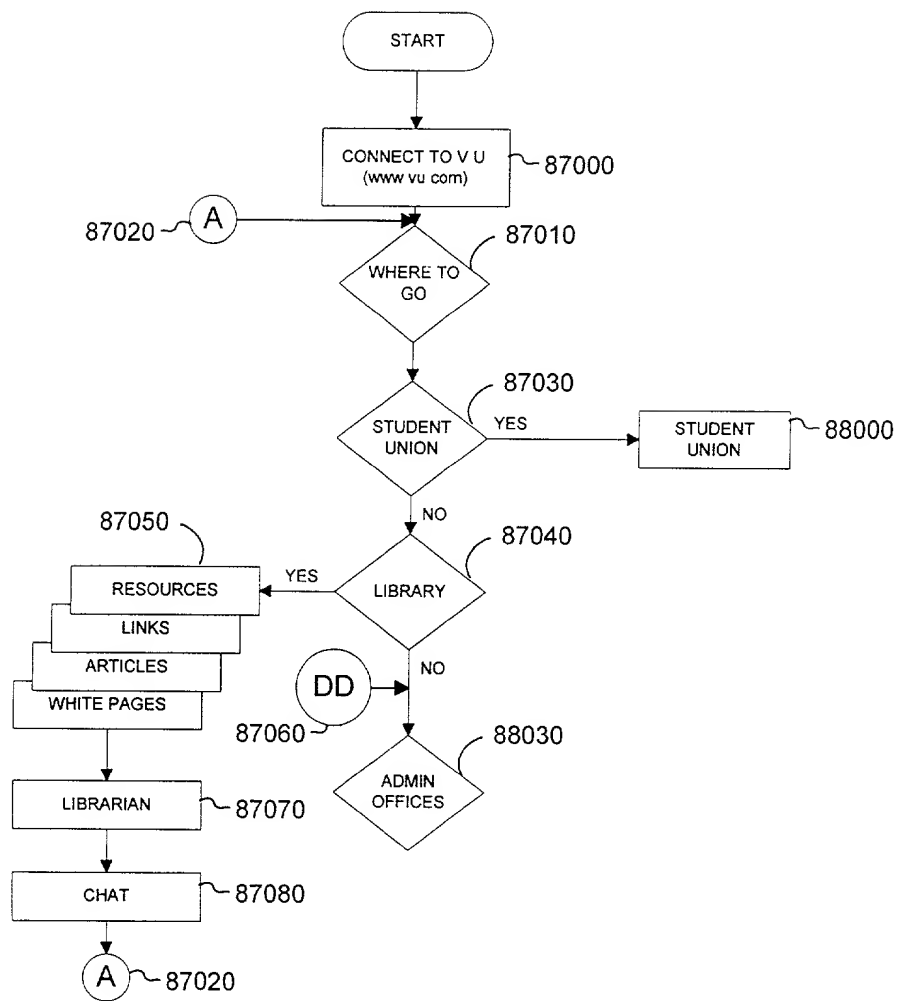 START
CONNECT TO V U
(www vu com)
87000
A
87020
87010
WHERE TO
GO
87030
STUDENT
UNION
YES
STUDENT
UNION
88000
NO
87050
87040
RESOURCES
YES
LIBRARY
LINKS
ARTICLES
NO
WHITE PAGES
DD
87060
88030
ADMIN
OFFICES
LIBRARIAN
87070
CHAT
87080
A
87020